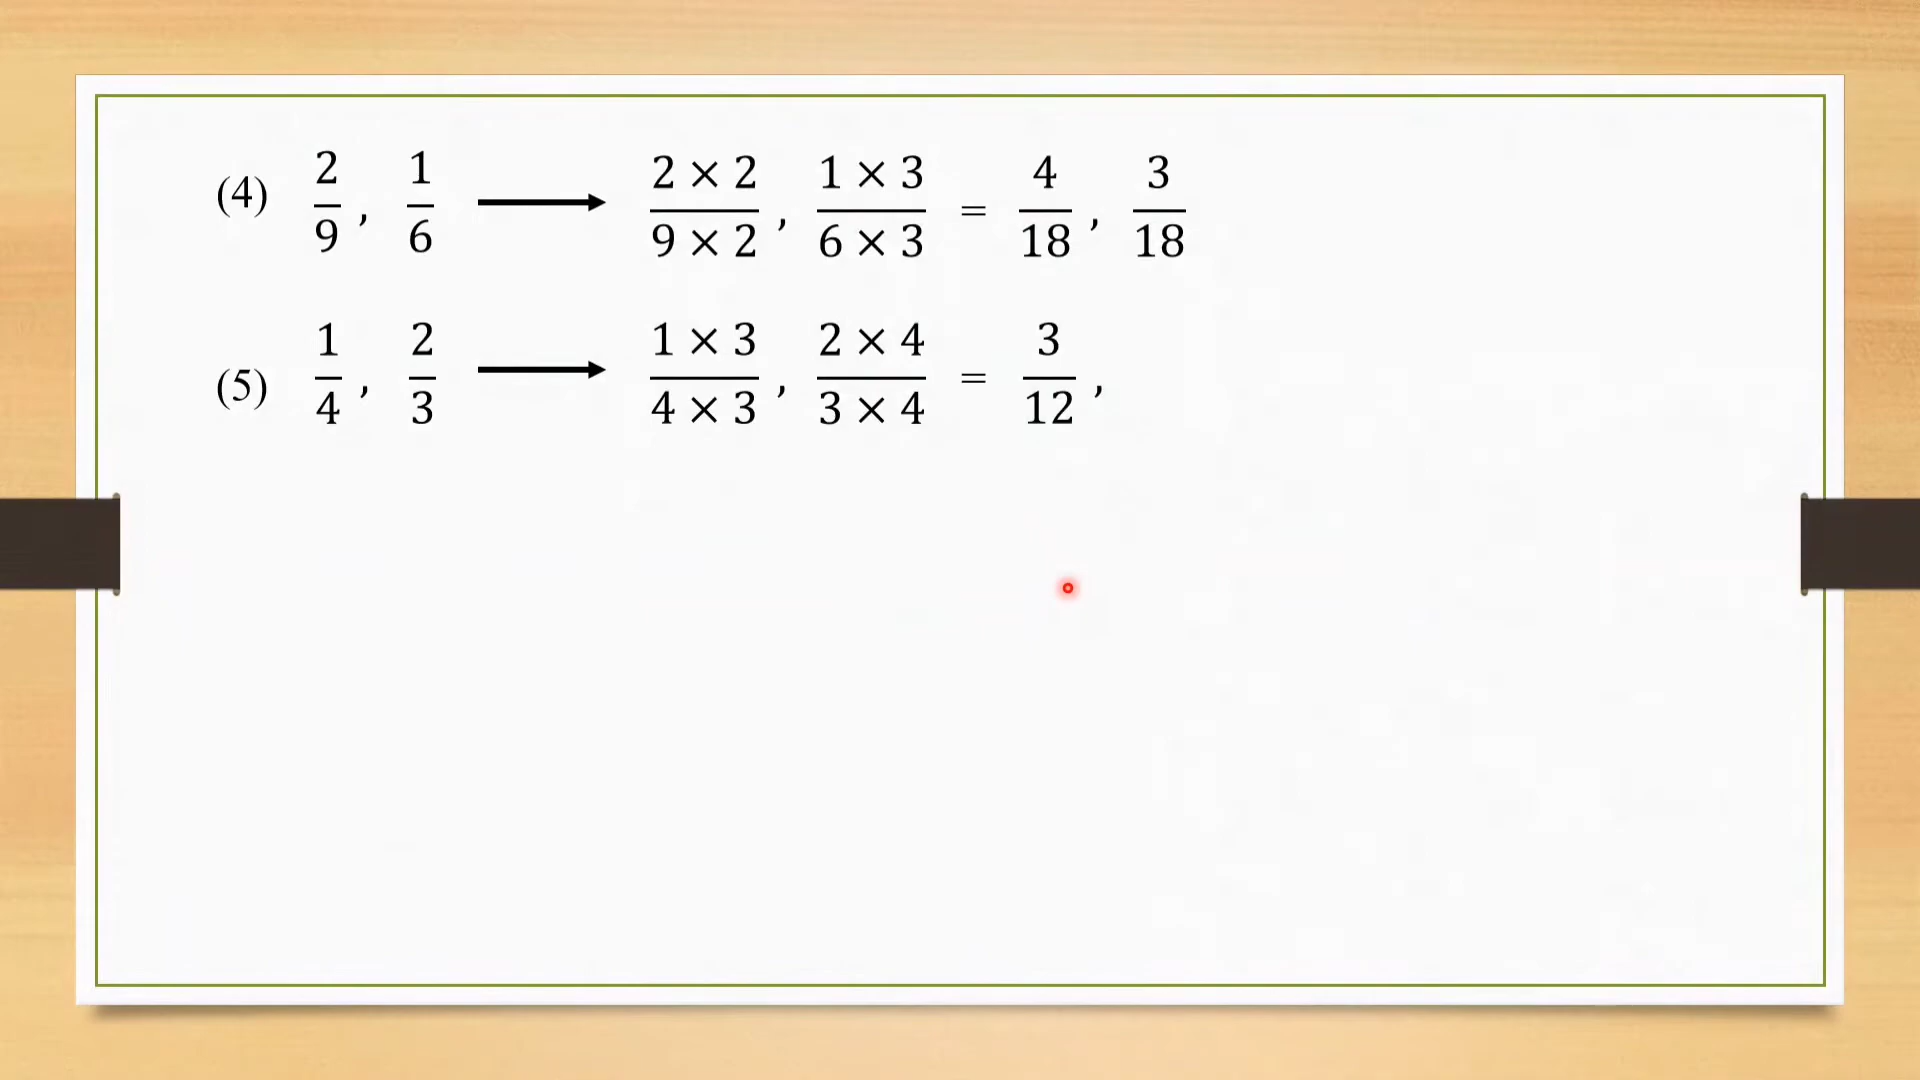 (4) 2/9 , 1/6 ⟶ 2 × 2/9 × 2 , 1 × 3/6 × 3 = 4/18 , 3/18
(5) 1/4 , 2/3 ⟶ 1 × 3/4 × 3 , 2 × 4/3 × 4 = 3/12 ,